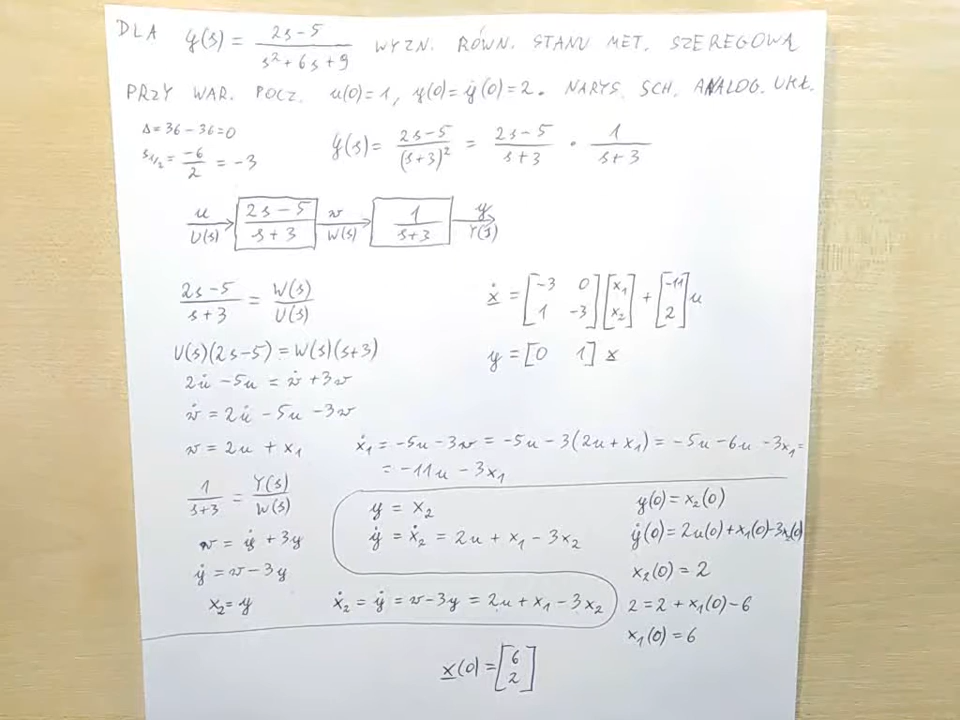 DLA y(s) = (2s-5)/(s²+6s+9) WYZN. RÓWN. STANU MET. SZEREGOWĄ
PRZY WAR. POCZ. u(0)=1, y(0)=ẏ(0)=2. NARYS. SCH. ANALOG. UKŁ.
Δ=36-36=0
s1/2 = -6/2 = -3
y(s) = (2s-5)/(s+3)² = (2s-5)/(s+3) · 1/(s+3)
u U(s) (2s-5)/(s+3) w W(s) 1/(s+3) y Y(s)
(2s-5)/(s+3) = W(s)/U(s)
U(s)(2s-5) = W(s)(s+3)
2u̇ -5u = ẇ +3w
ẇ = 2u̇ -5u -3w
w = 2u + x₁
ẋ = [-3 0; 1 -3] [x₁; x₂] + [-11; 2] u
y = [0 1] x
ẋ₁ = -5u -3w = -5u -3(2u+x₁) = -5u -6u -3x₁ =
= -11u -3x₁
1/(s+3) = Y(s)/W(s)
w = ẏ +3y
ẏ = w -3y
x₂ = y
ẋ₂ = ẏ = w -3y = 2u + x₁ -3x₂
y = x₂
ẏ = ẋ₂ = 2u + x₁ -3x₂
y(0) = x₂(0)
ẏ(0) = 2u(0)+x₁(0)-3x₂(0)
x₂(0) = 2
2 = 2 + x₁(0) -6
x₁(0) = 6
x(0) = [6; 2]